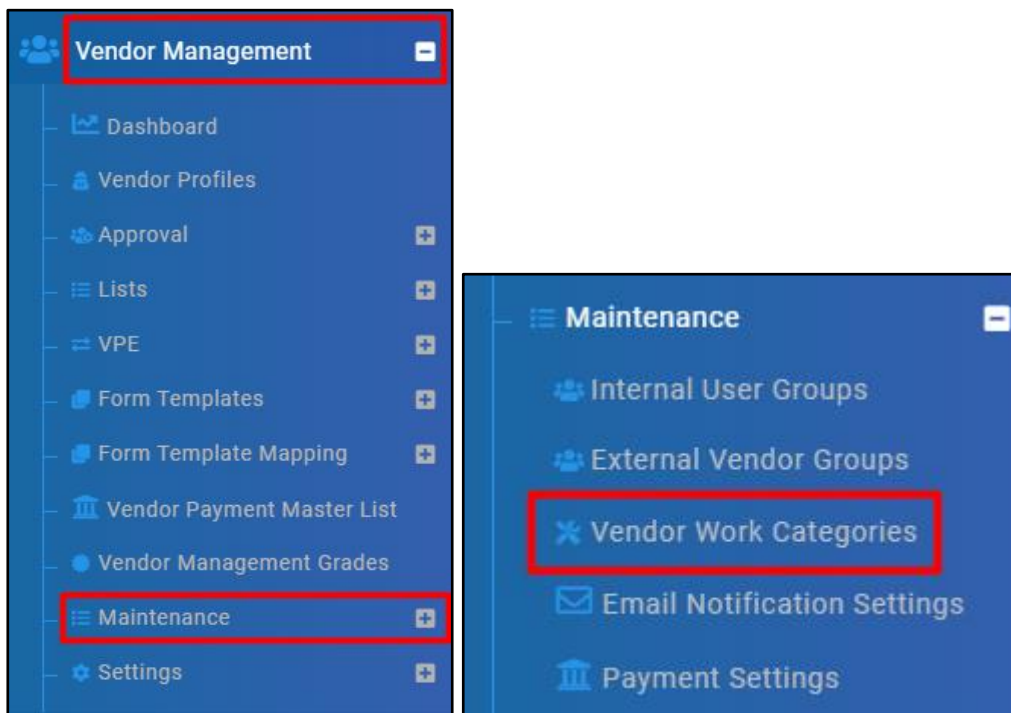 Vendor Management
Dashboard
Vendor Profiles
Approval
Lists
VPE
Form Templates
Form Template Mapping
Vendor Payment Master List
Vendor Management Grades
Maintenance
Settings
Maintenance
Internal User Groups
External Vendor Groups
Vendor Work Categories
Email Notification Settings
Payment Settings